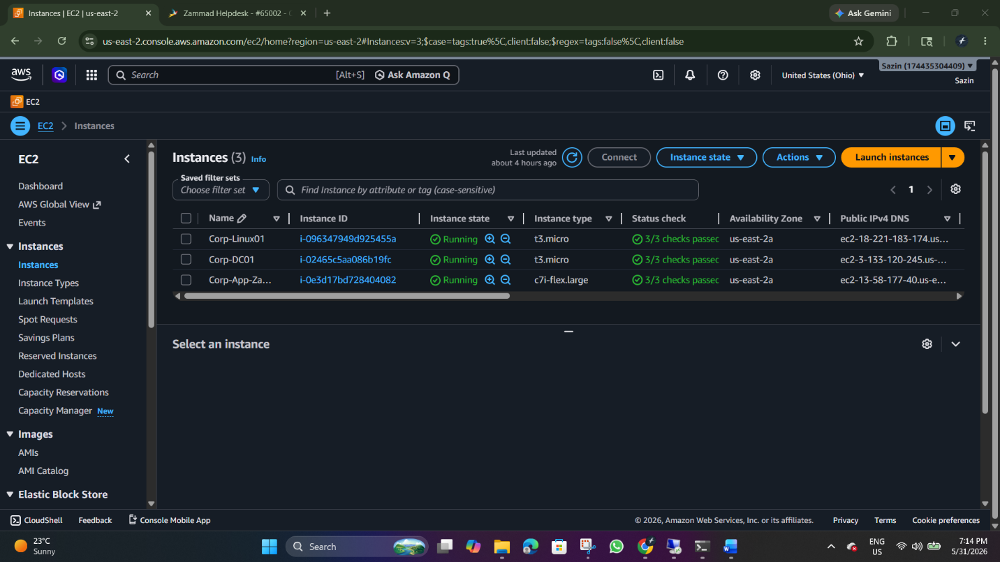 Instances | EC2 | us-east-2
Zammad Helpdesk - #65002 -
Ask Gemini
us-east-2.console.aws.amazon.com/ec2/home?region=us-east-2#Instances:v=3;$case=tags:true%5C,client:false;$regex=tags:false%5C,client:false
aws
Search
[Alt+S]
Ask Amazon Q
United States (Ohio)
Sazin (174435304409)
Sazin
EC2
EC2
Instances
EC2
Dashboard
AWS Global View
Events
Instances
Instances
Instance Types
Launch Templates
Spot Requests
Savings Plans
Reserved Instances
Dedicated Hosts
Capacity Reservations
Capacity Manager New
Images
AMIs
AMI Catalog
Elastic Block Store
Instances (3) Info
Last updated
about 4 hours ago
Connect
Instance state
Actions
Launch instances
Saved filter sets
Choose filter set
Find Instance by attribute or tag (case-sensitive)
1
Name Instance ID Instance state Instance type Status check Availability Zone Public IPv4 DNS
Corp-Linux01 i-096347949d925455a Running t3.micro 3/3 checks passed us-east-2a ec2-18-221-183-174.us...
Corp-DC01 i-02465c5aa086b19fc Running t3.micro 3/3 checks passed us-east-2a ec2-3-133-120-245.us-...
Corp-App-Za... i-0e3d17bd728404082 Running c7i-flex.large 3/3 checks passed us-east-2a ec2-13-58-177-40.us-e...
Select an instance
CloudShell Feedback Console Mobile App
© 2026, Amazon Web Services, Inc. or its affiliates. Privacy Terms Cookie preferences
23°C
Sunny
Search
ENG
US
7:14 PM
5/31/2026